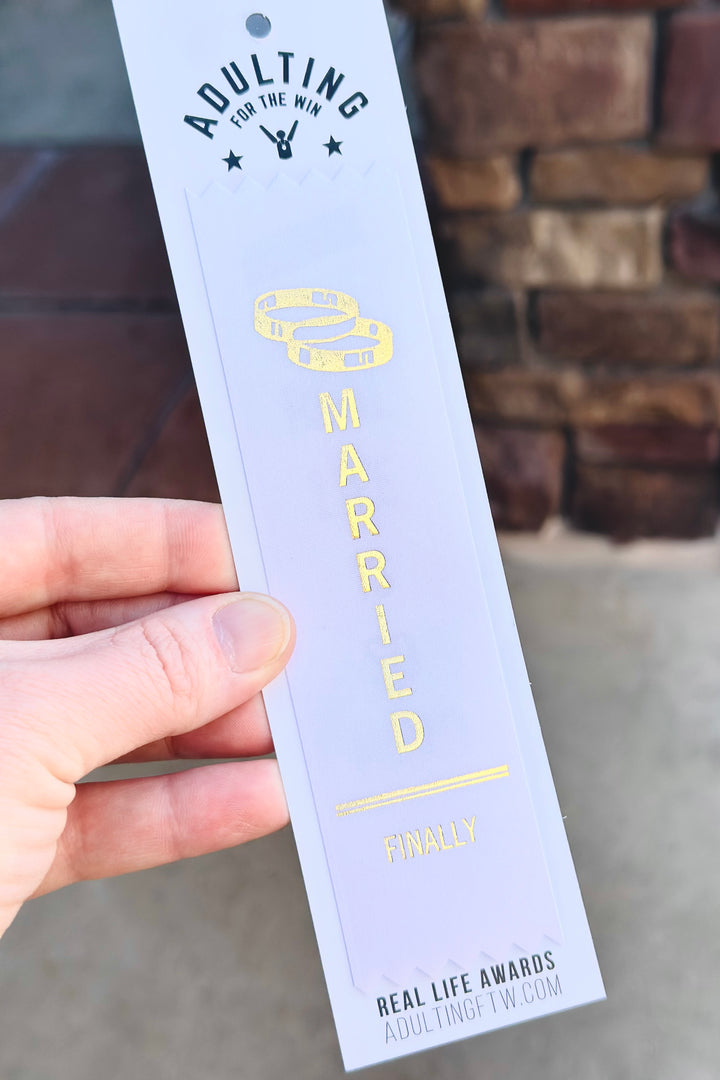 ADULTING
FOR THE WIN
MARRIED
FINALLY
REAL LIFE AWARDS
ADULTINGFTW.COM